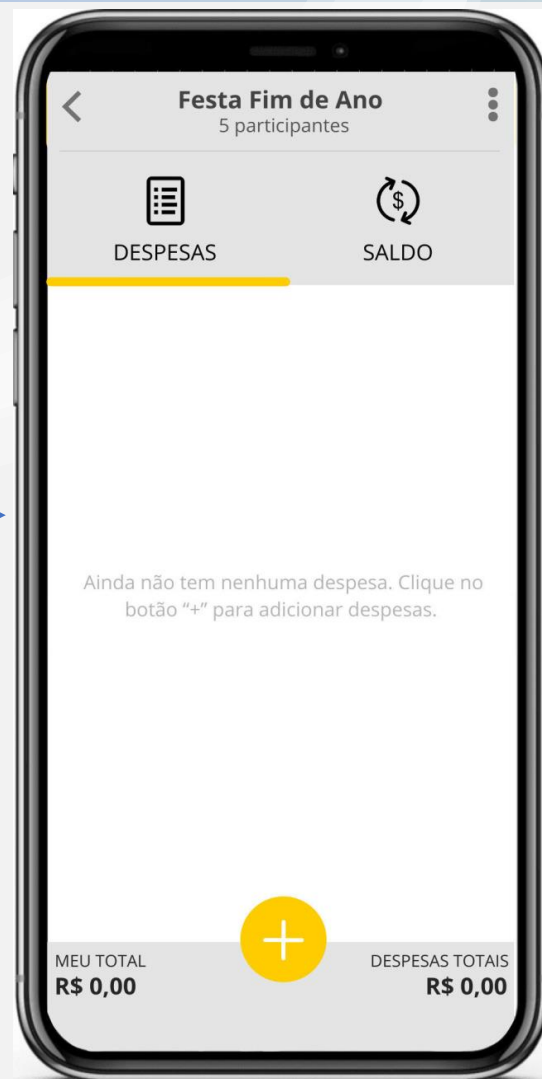 Festa Fim de Ano
5 participantes
$
DESPESAS
SALDO
Ainda não tem nenhuma despesa. Clique no
botão “+” para adicionar despesas.
+
MEU TOTAL
R$ 0,00
DESPESAS TOTAIS
R$ 0,00